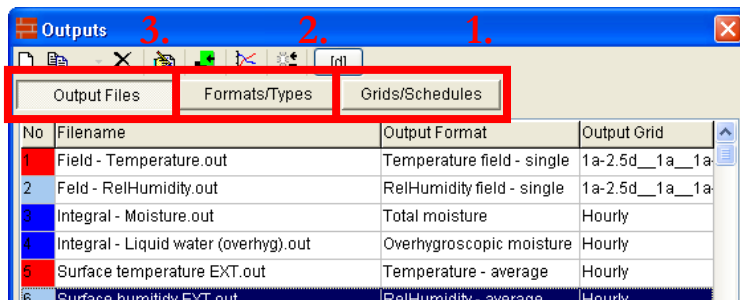 Outputs
3. 2. 1.
[d]
Output Files Formats/Types Grids/Schedules
No Filename Output Format Output Grid
1 Field - Temperature.out Temperature field - single 1a-2.5d__1a__1a-
2 Feld - RelHumidity.out RelHumidity field - single 1a-2.5d__1a__1a-
3 Integral - Moisture.out Total moisture Hourly
4 Integral - Liquid water (overhyg).out Overhygroscopic moisture Hourly
5 Surface temperature EXT.out Temperature - average Hourly
6 Surface humitidy EXT.out RelHumidity - average Hourly